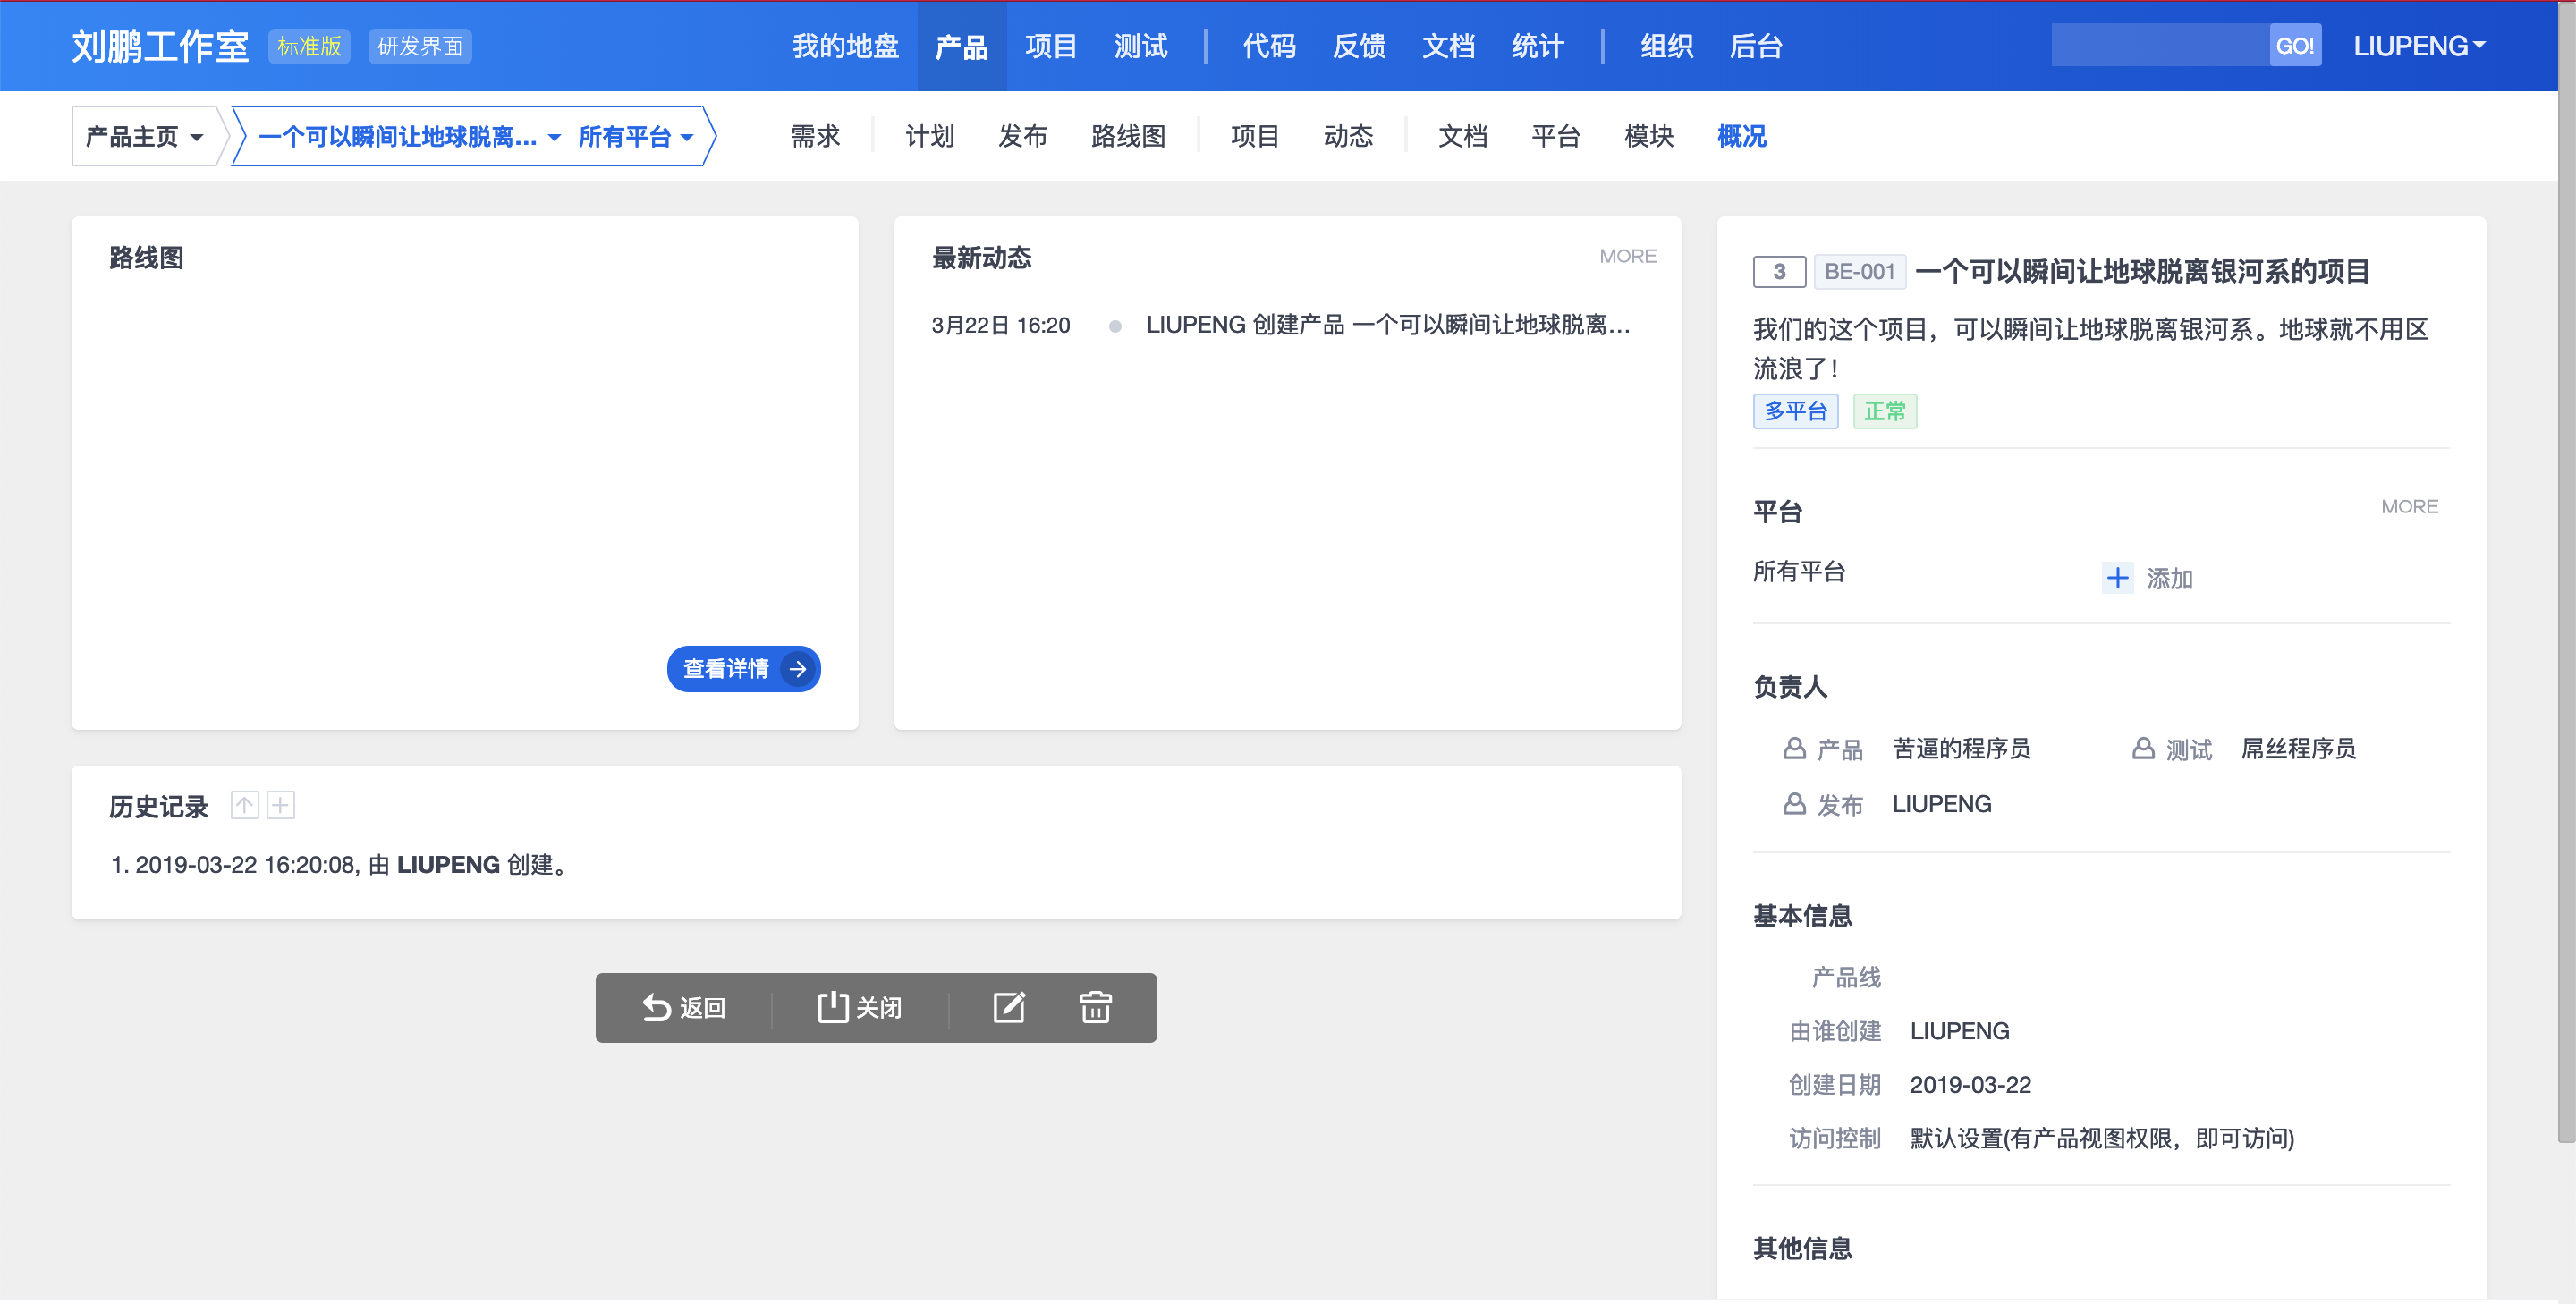 刘鹏工作室 标准版 研发界面 我的地盘 产品 项目 测试 代码 反馈 文档 统计 组织 后台 GO! LIUPENG
产品主页 一个可以瞬间让地球脱离... 所有平台 需求 计划 发布 路线图 项目 动态 文档 平台 模块 概况
路线图
查看详情
最新动态 MORE
3月22日 16:20 LIUPENG 创建产品 一个可以瞬间让地球脱离...
历史记录
1. 2019-03-22 16:20:08, 由 LIUPENG 创建。
返回 关闭
3 BE-001 一个可以瞬间让地球脱离银河系的项目
我们的这个项目，可以瞬间让地球脱离银河系。地球就不用区
流浪了！
多平台 正常
平台 MORE
所有平台 添加
负责人
产品 苦逼的程序员 测试 屌丝程序员
发布 LIUPENG
基本信息
产品线
由谁创建 LIUPENG
创建日期 2019-03-22
访问控制 默认设置(有产品视图权限，即可访问)
其他信息